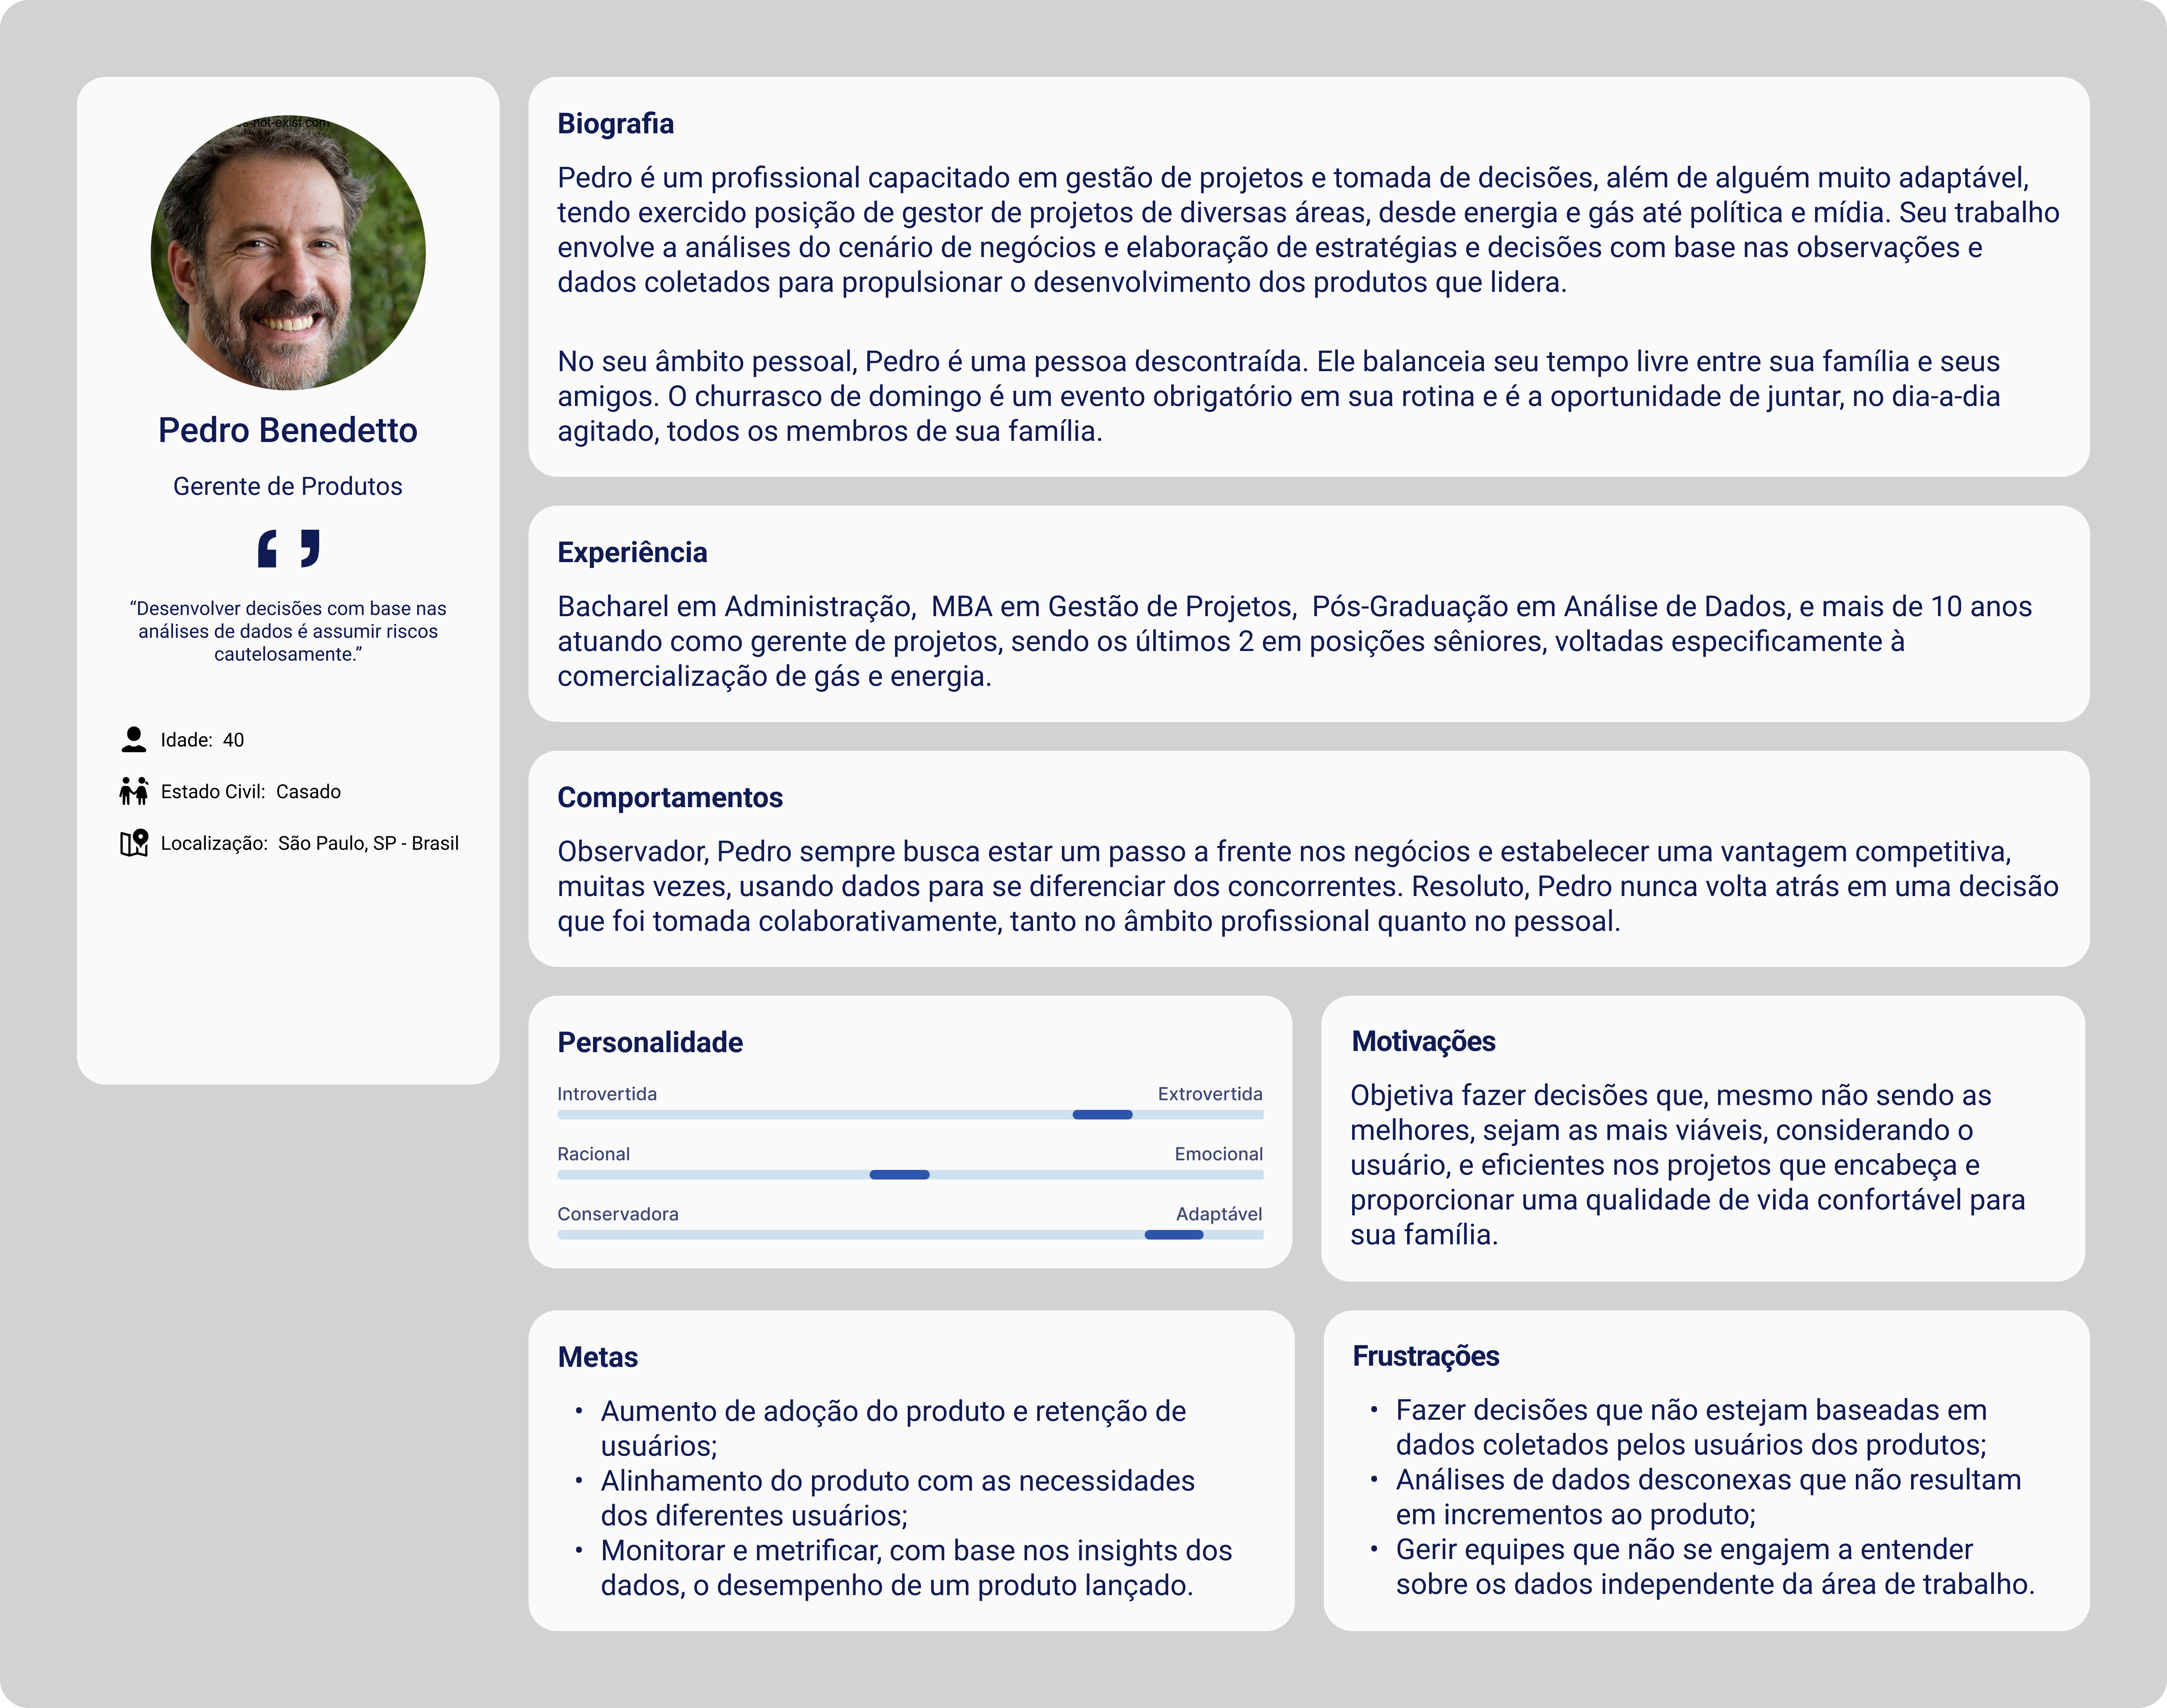 s-not-exist.com
Pedro Benedetto
Gerente de Produtos
“Desenvolver decisões com base nas
análises de dados é assumir riscos
cautelosamente.”
Idade: 40
Estado Civil: Casado
Localização: São Paulo, SP - Brasil
Biografia
Pedro é um profissional capacitado em gestão de projetos e tomada de decisões, além de alguém muito adaptável,
tendo exercido posição de gestor de projetos de diversas áreas, desde energia e gás até política e mídia. Seu trabalho
envolve a análises do cenário de negócios e elaboração de estratégias e decisões com base nas observações e
dados coletados para propulsionar o desenvolvimento dos produtos que lidera.
No seu âmbito pessoal, Pedro é uma pessoa descontraída. Ele balanceia seu tempo livre entre sua família e seus
amigos. O churrasco de domingo é um evento obrigatório em sua rotina e é a oportunidade de juntar, no dia-a-dia
agitado, todos os membros de sua família.
Experiência
Bacharel em Administração, MBA em Gestão de Projetos, Pós-Graduação em Análise de Dados, e mais de 10 anos
atuando como gerente de projetos, sendo os últimos 2 em posições sêniores, voltadas especificamente à
comercialização de gás e energia.
Comportamentos
Observador, Pedro sempre busca estar um passo a frente nos negócios e estabelecer uma vantagem competitiva,
muitas vezes, usando dados para se diferenciar dos concorrentes. Resoluto, Pedro nunca volta atrás em uma decisão
que foi tomada colaborativamente, tanto no âmbito profissional quanto no pessoal.
Personalidade
Introvertida Extrovertida
Racional Emocional
Conservadora Adaptável
Motivações
Objetiva fazer decisões que, mesmo não sendo as
melhores, sejam as mais viáveis, considerando o
usuário, e eficientes nos projetos que encabeça e
proporcionar uma qualidade de vida confortável para
sua família.
Metas
• Aumento de adoção do produto e retenção de
usuários;
• Alinhamento do produto com as necessidades
dos diferentes usuários;
• Monitorar e metrificar, com base nos insights dos
dados, o desempenho de um produto lançado.
Frustrações
• Fazer decisões que não estejam baseadas em
dados coletados pelos usuários dos produtos;
• Análises de dados desconexas que não resultam
em incrementos ao produto;
• Gerir equipes que não se engajem a entender
sobre os dados independente da área de trabalho.